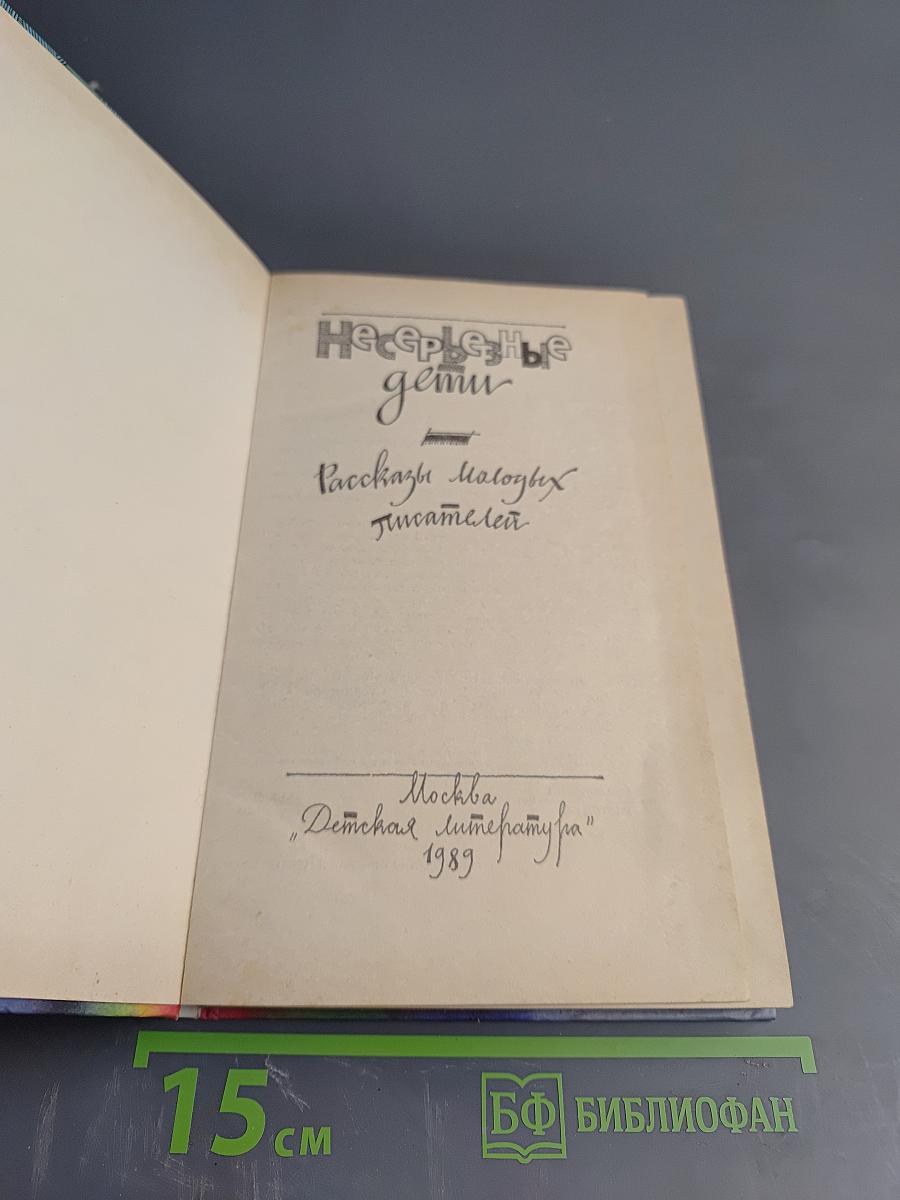 Несерьезные
дети
Рассказы молодых
писателей
Москва
„Детская литература"
1989
15 см
БФ БИБЛИОФАН